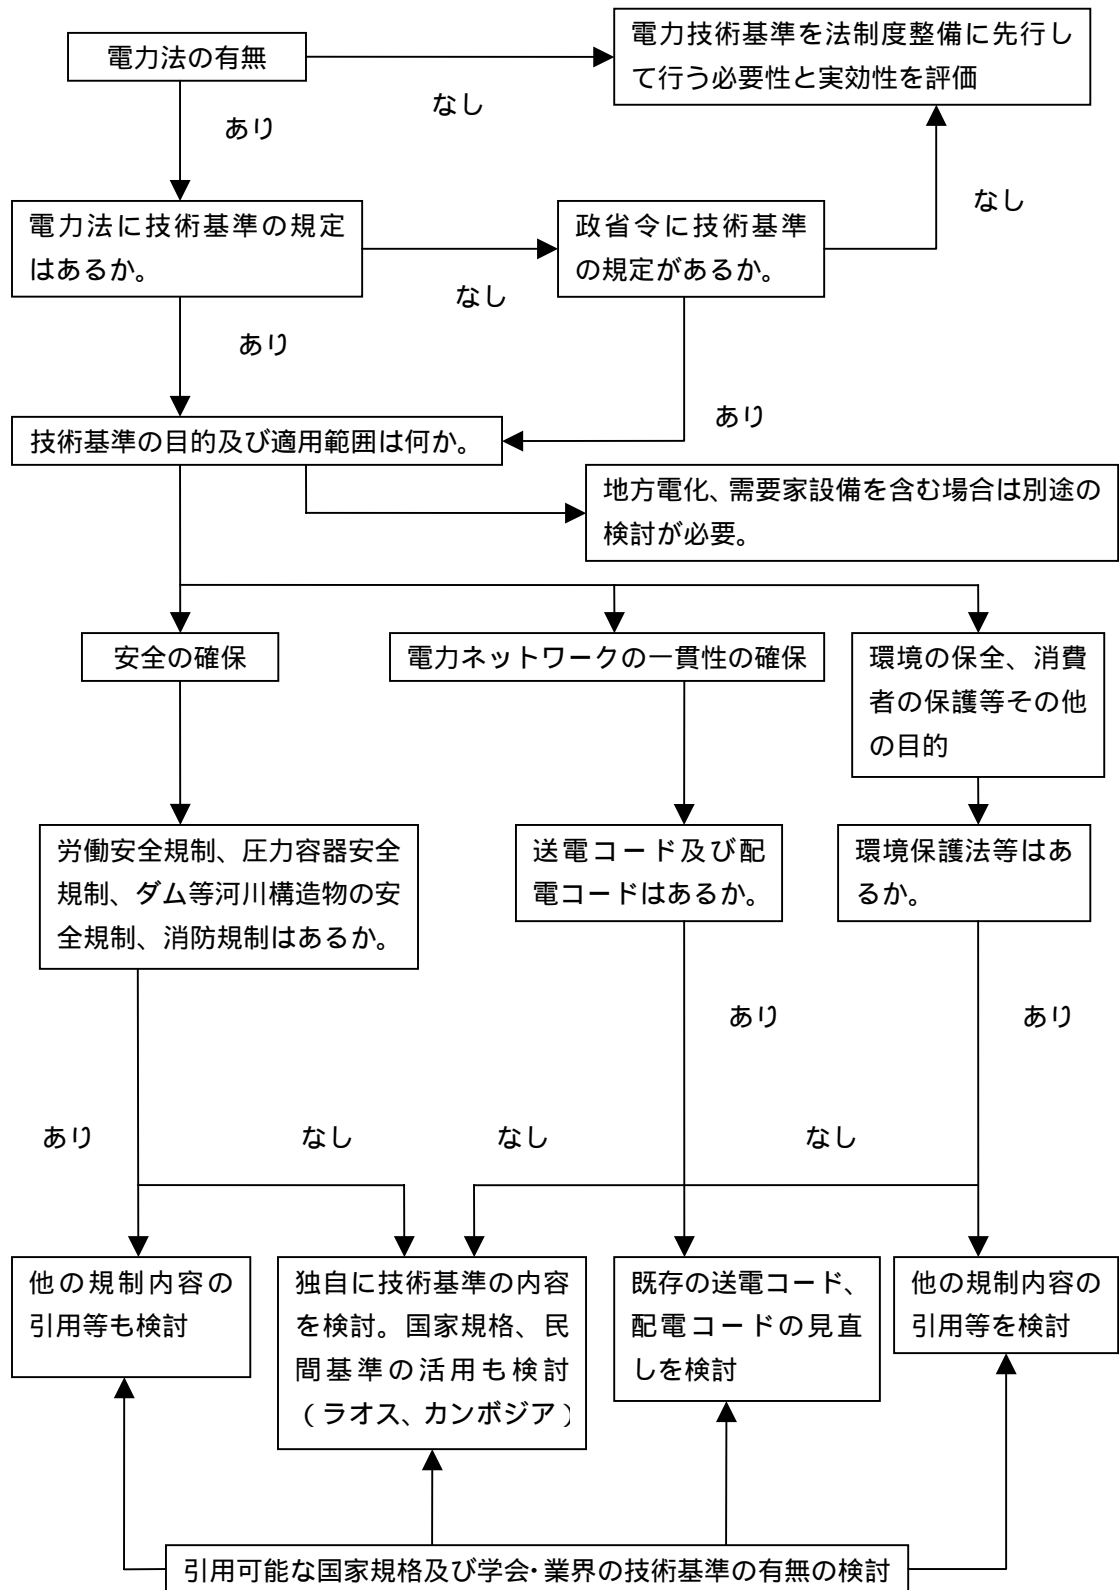 電力法の有無
電力技術基準を法制度整備に先行し
て行う必要性と実効性を評価
なし
あり
電力法に技術基準の規定
はあるか。
政省令に技術基準
の規定があるか。
なし
なし
あり
あり
技術基準の目的及び適用範囲は何か。
地方電化、需要家設備を含む場合は別途の
検討が必要。
安全の確保
電力ネットワークの一貫性の確保
環境の保全、消費
者の保護等その他
の目的
労働安全規制、圧力容器安全
規制、ダム等河川構造物の安
全規制、消防規制はあるか。
送電コード及び配
電コードはあるか。
環境保護法等はあ
るか。
あり
あり
あり
なし
なし
なし
他の規制内容の
引用等も検討
独自に技術基準の内容
を検討。国家規格、民
間基準の活用も検討
（ラオス、カンボジア）
既存の送電コード、
配電コードの見直
しを検討
他の規制内容の
引用等を検討
引用可能な国家規格及び学会・業界の技術基準の有無の検討